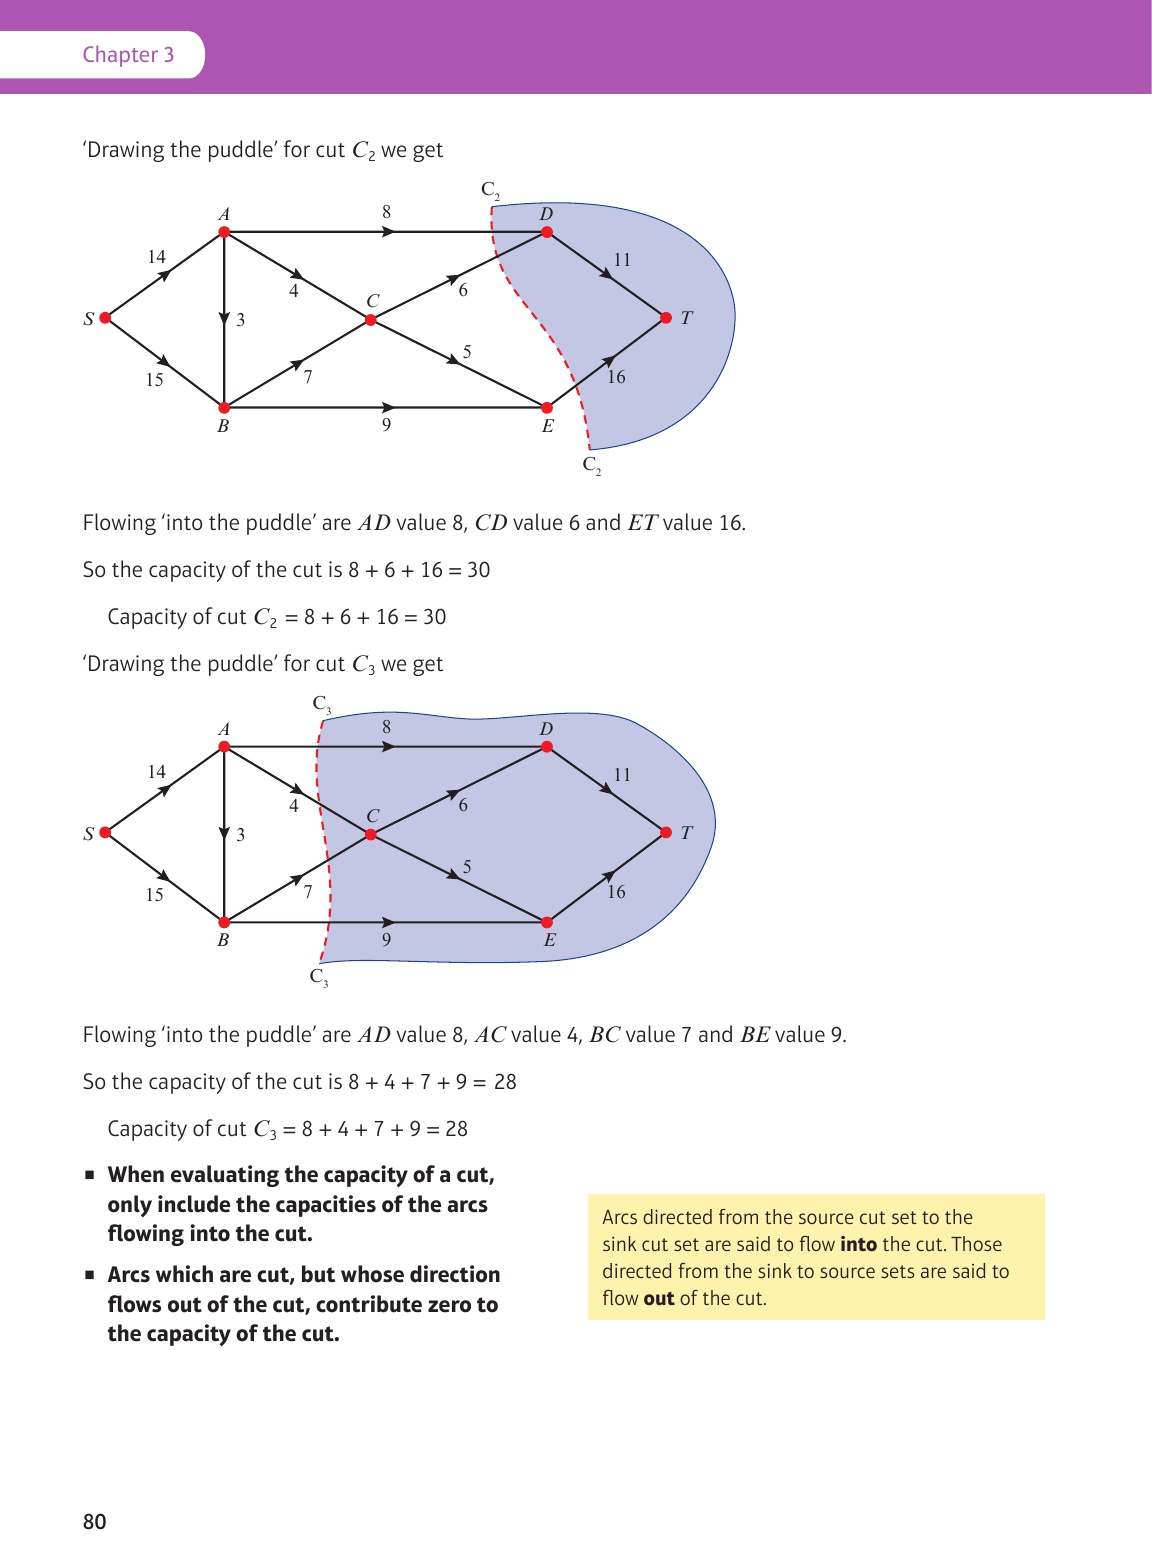 Chapter 3
‘Drawing the puddle’ for cut C₂ we get
C₂
A
8
D
14
11
4
C
6
S
3
T
5
15
7
16
B
9
E
C₂
Flowing ‘into the puddle’ are AD value 8, CD value 6 and ET value 16.
So the capacity of the cut is 8 + 6 + 16 = 30
Capacity of cut C₂ = 8 + 6 + 16 = 30
‘Drawing the puddle’ for cut C₃ we get
C₃
A
8
D
14
11
4
C
6
S
3
T
5
15
7
16
B
9
E
C₃
Flowing ‘into the puddle’ are AD value 8, AC value 4, BC value 7 and BE value 9.
So the capacity of the cut is 8 + 4 + 7 + 9 = 28
Capacity of cut C₃ = 8 + 4 + 7 + 9 = 28
▪ When evaluating the capacity of a cut,
only include the capacities of the arcs
flowing into the cut.
▪ Arcs which are cut, but whose direction
flows out of the cut, contribute zero to
the capacity of the cut.
Arcs directed from the source cut set to the
sink cut set are said to flow into the cut. Those
directed from the sink to source sets are said to
flow out of the cut.
80